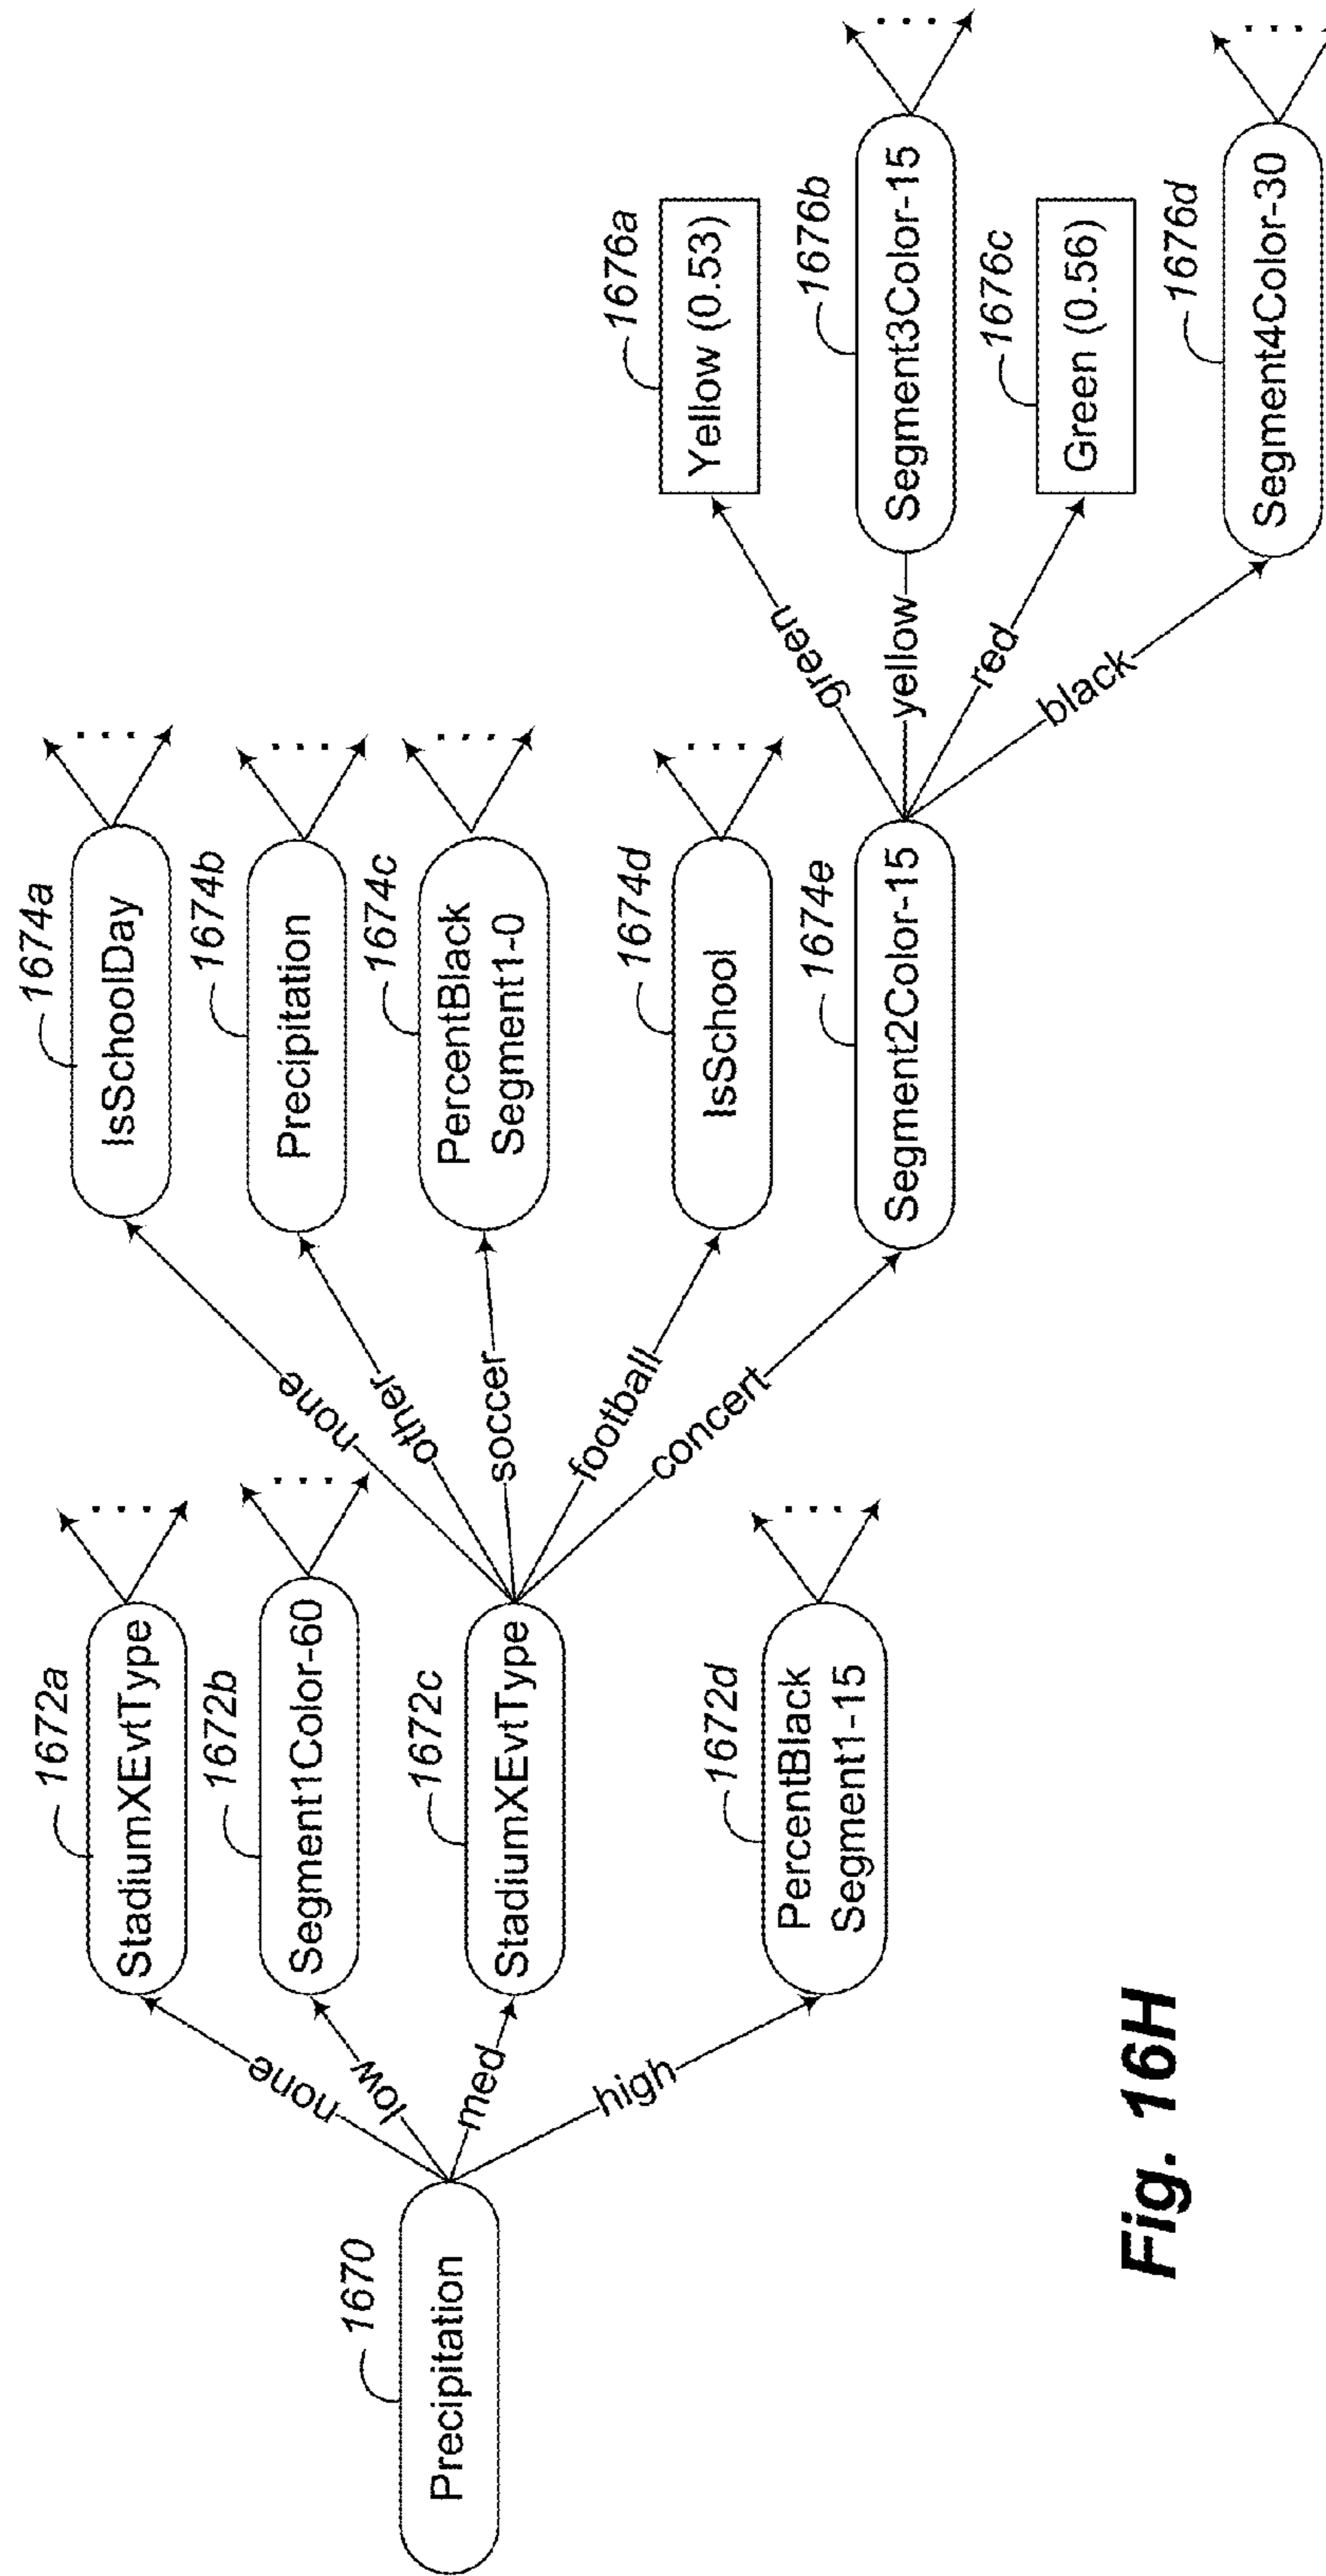 1670
Precipitation
none
low
med
high
1672a
StadiumXEvtType
1672b
Segment1Color-60
1672c
StadiumXEvtType
1672d
PercentBlack
Segment1-15
none
other
soccer
football
concert
1674a
IsSchoolDay
1674b
Precipitation
1674c
PercentBlack
Segment1-0
1674d
IsSchool
1674e
Segment2Color-15
green
yellow
red
black
1676a
Yellow (0.53)
1676b
Segment3Color-15
1676c
Green (0.56)
1676d
Segment4Color-30
Fig. 16H